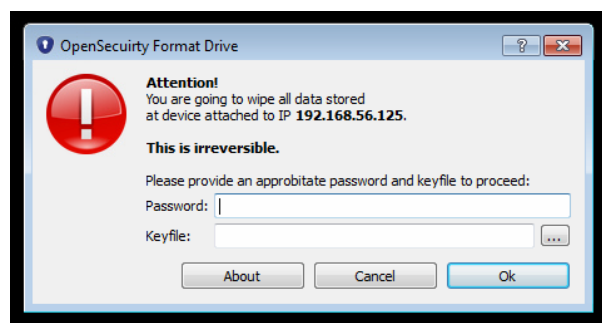 OpenSecuirty Format Drive
Attention!
You are going to wipe all data stored
at device attached to IP 192.168.56.125.
This is irreversible.
Please provide an approbitate password and keyfile to proceed:
Password:
Keyfile:
...
About Cancel Ok